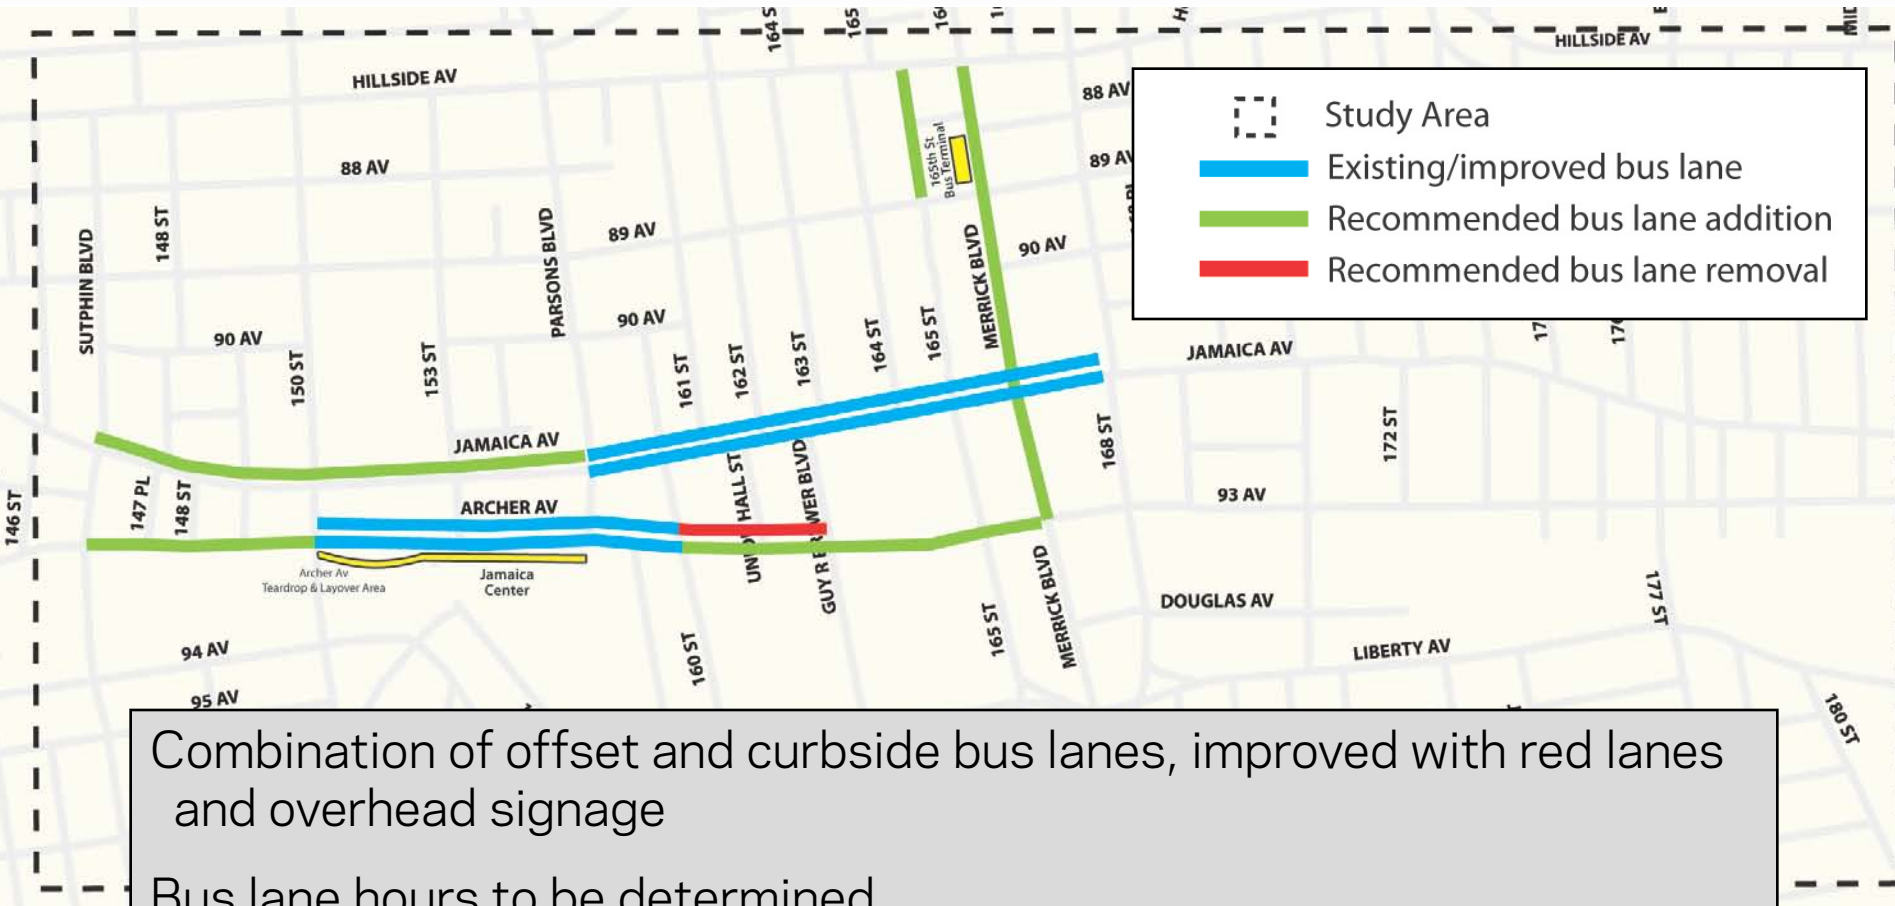 164 S
165
HILLSIDE AV
HILLSIDE AV
88 AV
Study Area
Existing/improved bus lane
Recommended bus lane addition
Recommended bus lane removal
165th St
Bus Terminal
88 AV
89 AV
148 ST
SUTPHIN BLVD
PARSONS BLVD
89 AV
MERRICK BLVD
90 AV
90 AV
90 AV
150 ST
153 ST
161 ST
162 ST
163 ST
164 ST
165 ST
JAMAICA AV
JAMAICA AV
168 ST
172 ST
146 ST
147 PL
148 ST
ARCHER AV
HALL ST
WER BLVD
93 AV
Archer Av
Teardrop & Layover Area
Jamaica
Center
GUY R
160 ST
165 ST
MERRICK BLVD
DOUGLAS AV
177 ST
LIBERTY AV
94 AV
95 AV
180 ST
Combination of offset and curbside bus lanes, improved with red lanes
and overhead signage
Bus lane hours to be determined